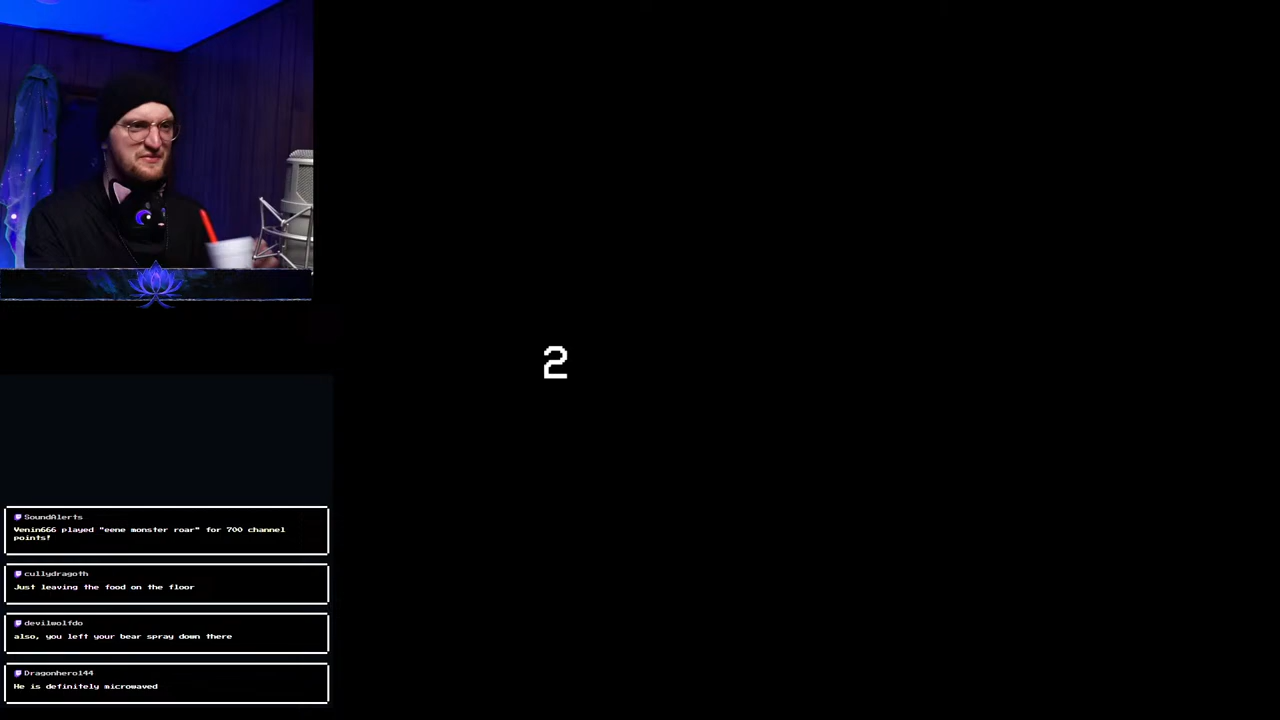 2
SoundAlerts
Venin666 played "eene monster roar" for 700 channel
points!
cullydragoth
Just leaving the food on the floor
devilwolfdo
also, you left your bear spray down there
Dragonhero144
He is definitely microwaved